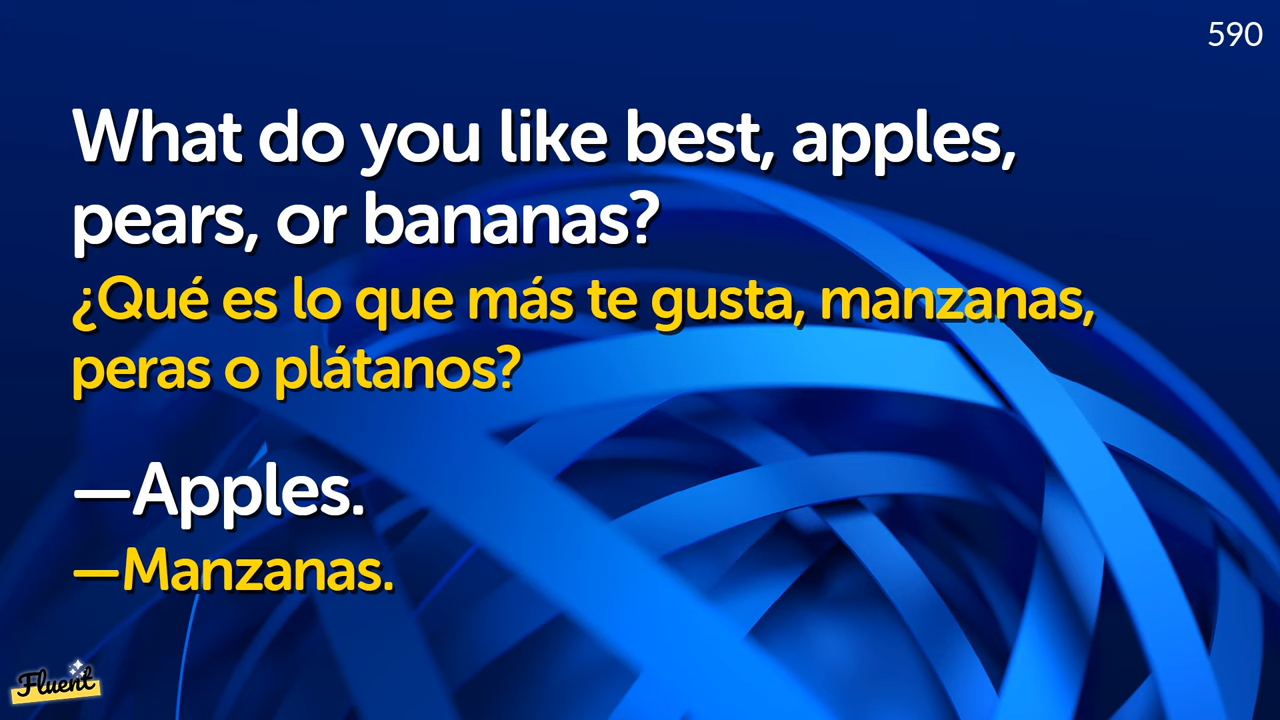 590
What do you like best, apples,
pears, or bananas?
¿Qué es lo que más te gusta, manzanas,
peras o plátanos?
—Apples.
—Manzanas.
Fluent